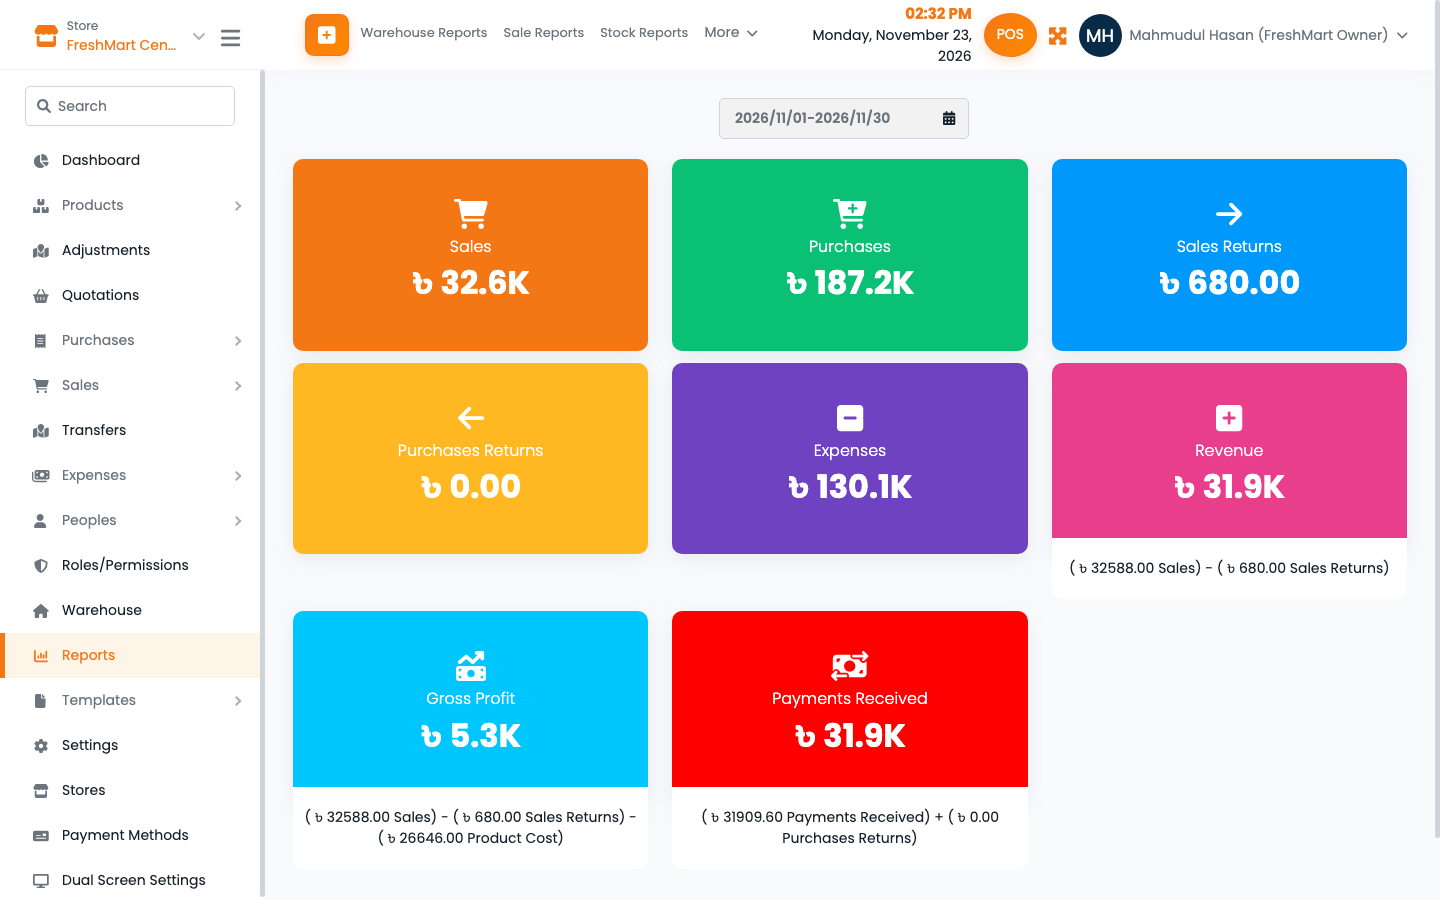 Store
FreshMart Cen...
Warehouse Reports
Sale Reports
Stock Reports
More
02:32 PM
Monday, November 23,
2026
POS
MH
Mahmudul Hasan (FreshMart Owner)
Search
Dashboard
Products
Adjustments
Quotations
Purchases
Sales
Transfers
Expenses
Peoples
Roles/Permissions
Warehouse
Reports
Templates
Settings
Stores
Payment Methods
Dual Screen Settings
2026/11/01-2026/11/30
Sales
৳ 32.6K
Purchases
৳ 187.2K
Sales Returns
৳ 680.00
Purchases Returns
৳ 0.00
Expenses
৳ 130.1K
Revenue
৳ 31.9K
( ৳ 32588.00 Sales) - ( ৳ 680.00 Sales Returns)
Gross Profit
৳ 5.3K
( ৳ 32588.00 Sales) - ( ৳ 680.00 Sales Returns) -
( ৳ 26646.00 Product Cost)
Payments Received
৳ 31.9K
( ৳ 31909.60 Payments Received) + ( ৳ 0.00
Purchases Returns)